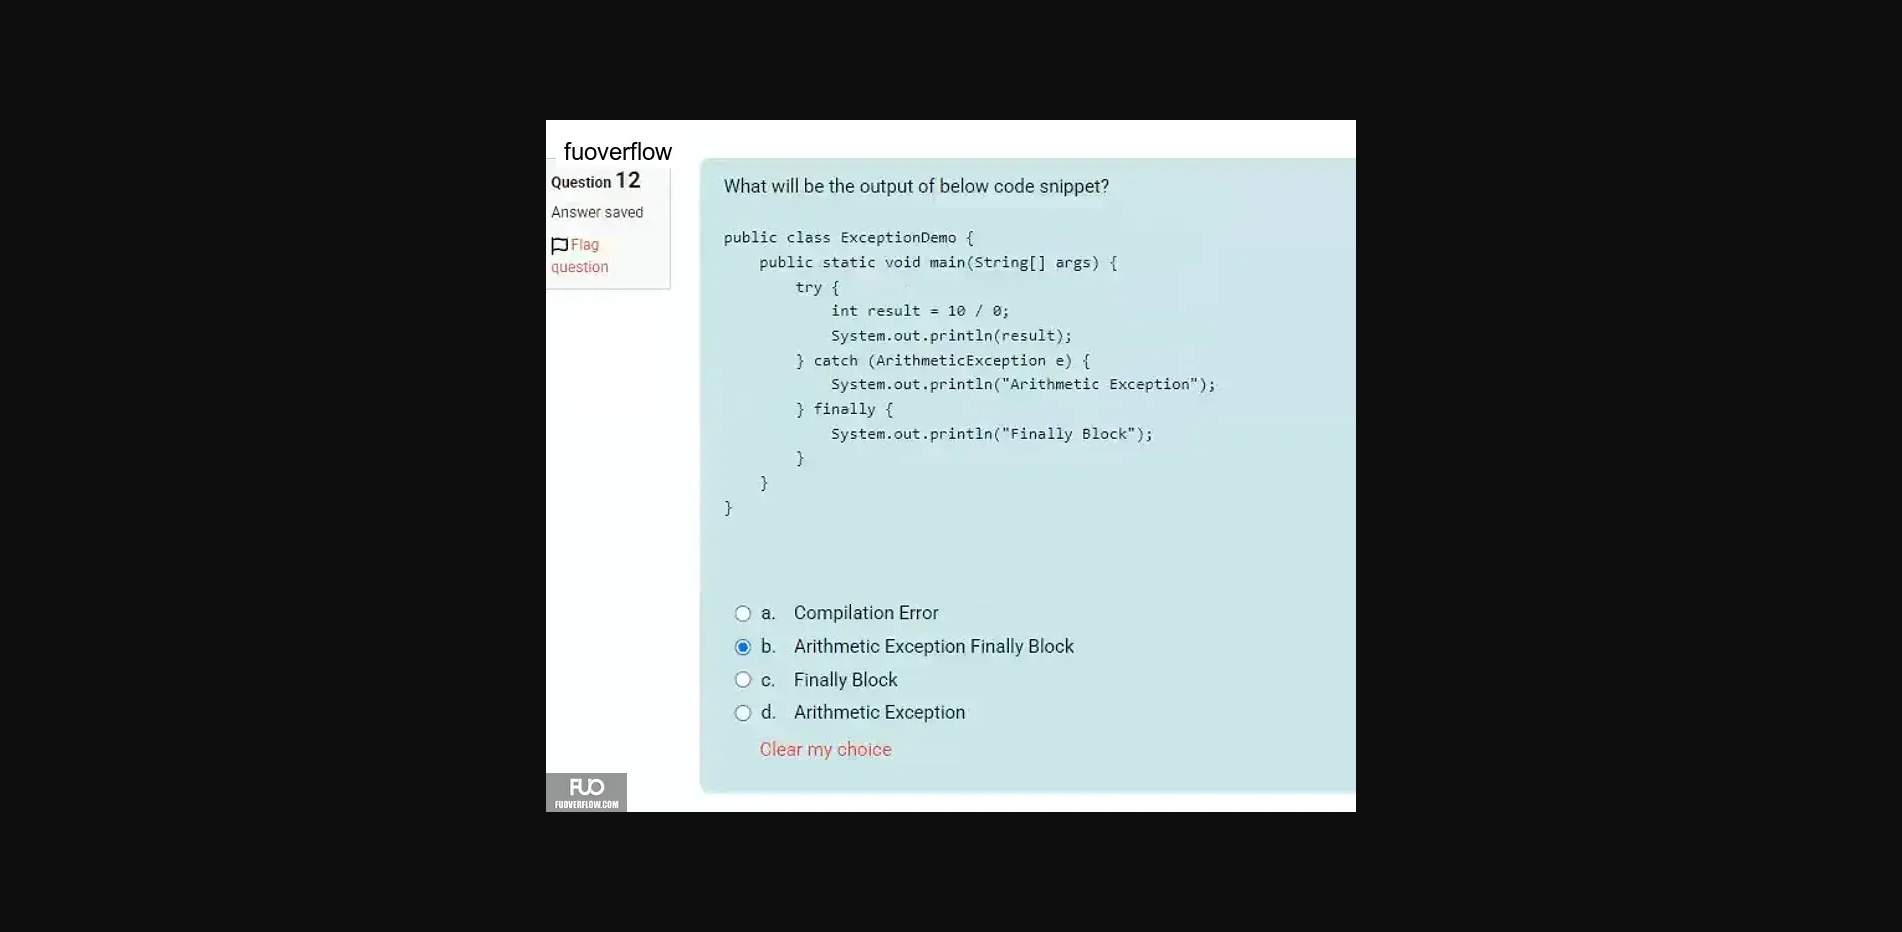 fuoverflow
Question 12
Answer saved
Flag
question
What will be the output of below code snippet?
public class ExceptionDemo {
    public static void main(String[] args) {
        try {
            int result = 10 / 0;
            System.out.println(result);
        } catch (ArithmeticException e) {
            System.out.println("Arithmetic Exception");
        } finally {
            System.out.println("Finally Block");
        }
    }
}
a. Compilation Error
b. Arithmetic Exception Finally Block
c. Finally Block
d. Arithmetic Exception
Clear my choice
FUO
FUOVERFLOW.COM